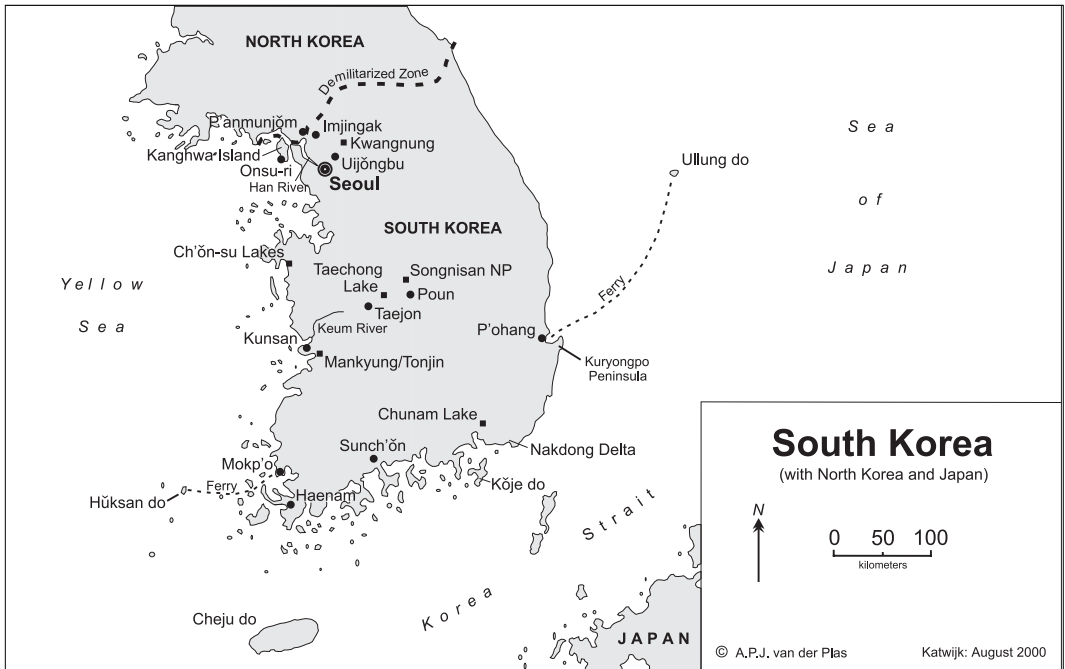 NORTH KOREA
Demilitarized Zone
P'anmunjŏm
Imjingak
Kwangnung
Kanghwa Island
Uijŏngbu
Onsu-ri
Han River
Seoul
Ullung do
Sea
of
Japan
SOUTH KOREA
Ch'ŏn-su Lakes
Taechong
Lake
Songnisan NP
Poun
Taejon
Yellow
Sea
Ferry
Keum River
Kunsan
Mankyung/Tonjin
P'ohang
Kuryongpo
Peninsula
Chunam Lake
Nakdong Delta
Sunch'ŏn
Mokp'o
Kŏje do
Ferry
Hŭksan do
Haenam
Korea Strait
Cheju do
JAPAN
South Korea
(with North Korea and Japan)
N
0 50 100
kilometers
© A.P.J. van der Plas
Katwijk: August 2000